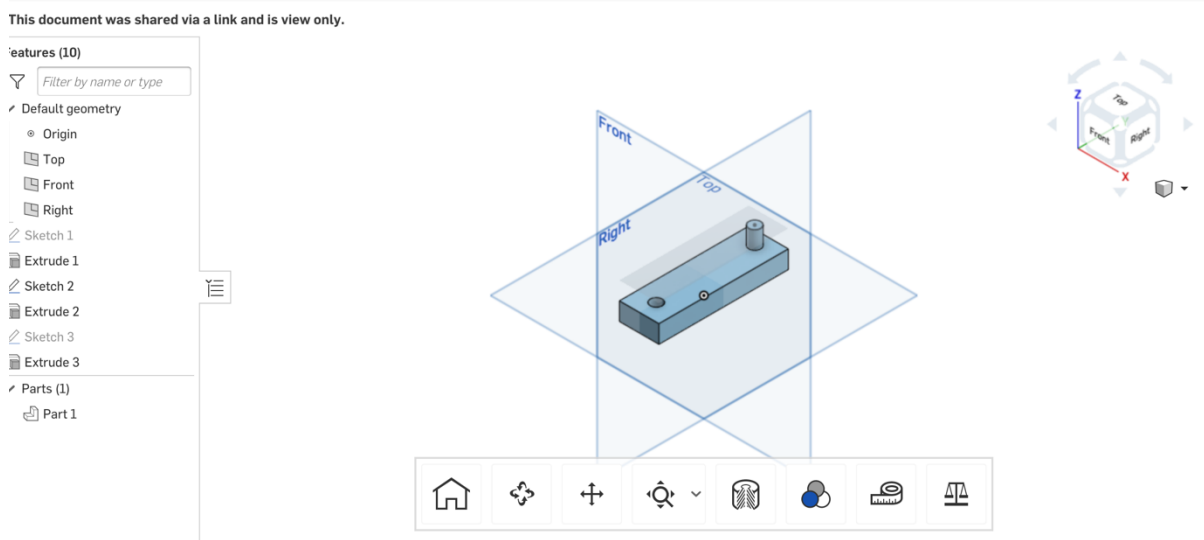 This document was shared via a link and is view only.
Features (10)
Filter by name or type
Default geometry
Origin
Top
Front
Right
Sketch 1
Extrude 1
Sketch 2
Extrude 2
Sketch 3
Extrude 3
Parts (1)
Part 1
Front
Top
Right
Z
Top
Front
Right
X